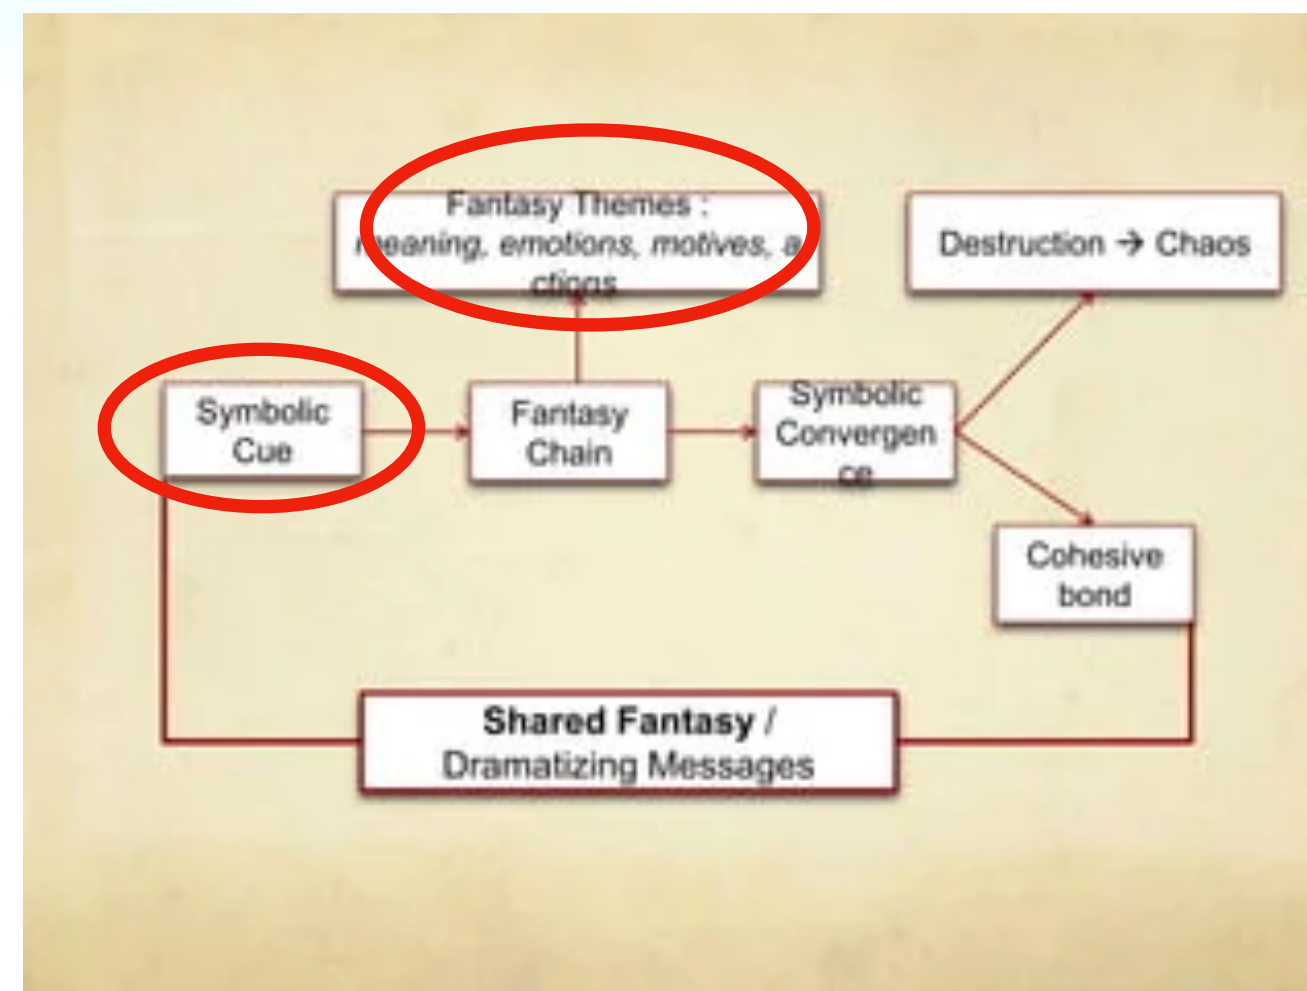 Fantasy Themes :
meaning, emotions, motives, a
ctions
Destruction → Chaos
Symbolic
Cue
Fantasy
Chain
Symbolic
Convergen
ce
Cohesive
bond
Shared Fantasy /
Dramatizing Messages